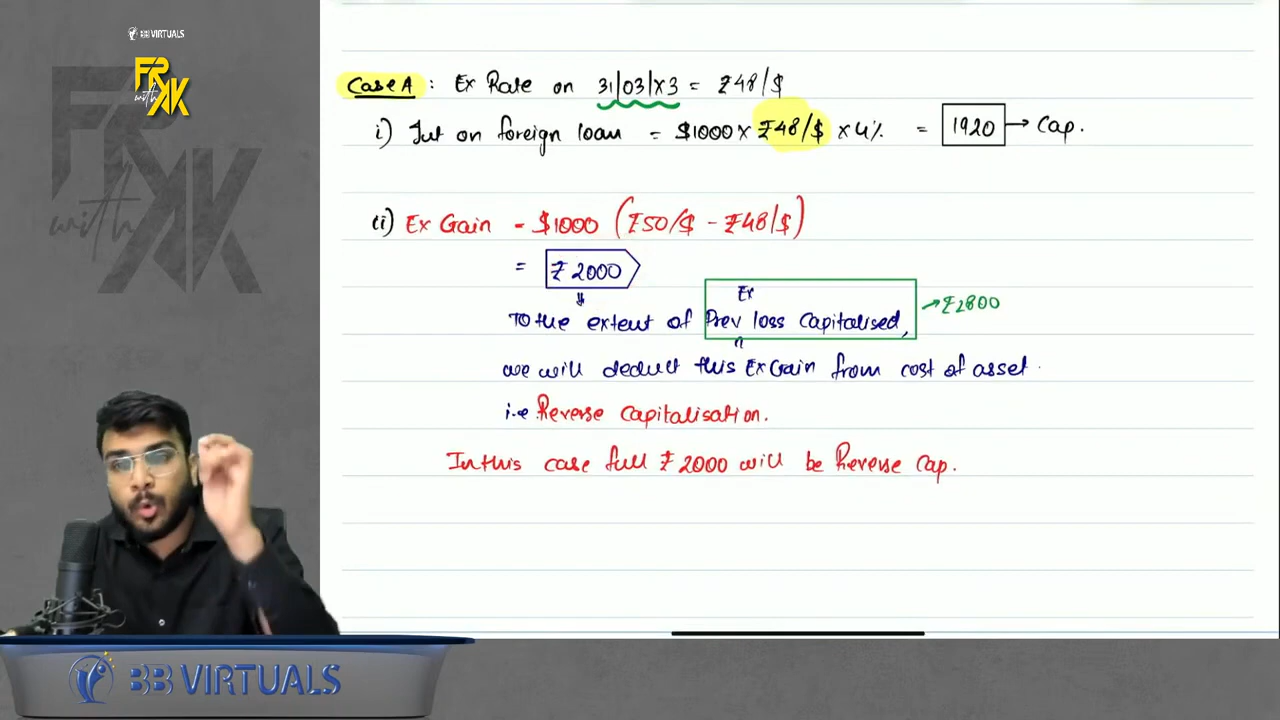 BB VIRTUALS
FR
with
AK
Case A : Ex Rate on 31/03/x3 = ₹48/$
i) Int on foreign loan = $1000 x ₹48/$ x 4% = 1920 → Cap.
(ii) Ex Gain = $1000 (₹50/$ - ₹48/$)
= ₹2000
To the extent of Prev Ex loss Capitalised, → ₹2800
we will deduct this Ex Gain from cost of asset.
i.e Reverse Capitalisation.
In this case full ₹2000 will be Reverse Cap.
BB VIRTUALS